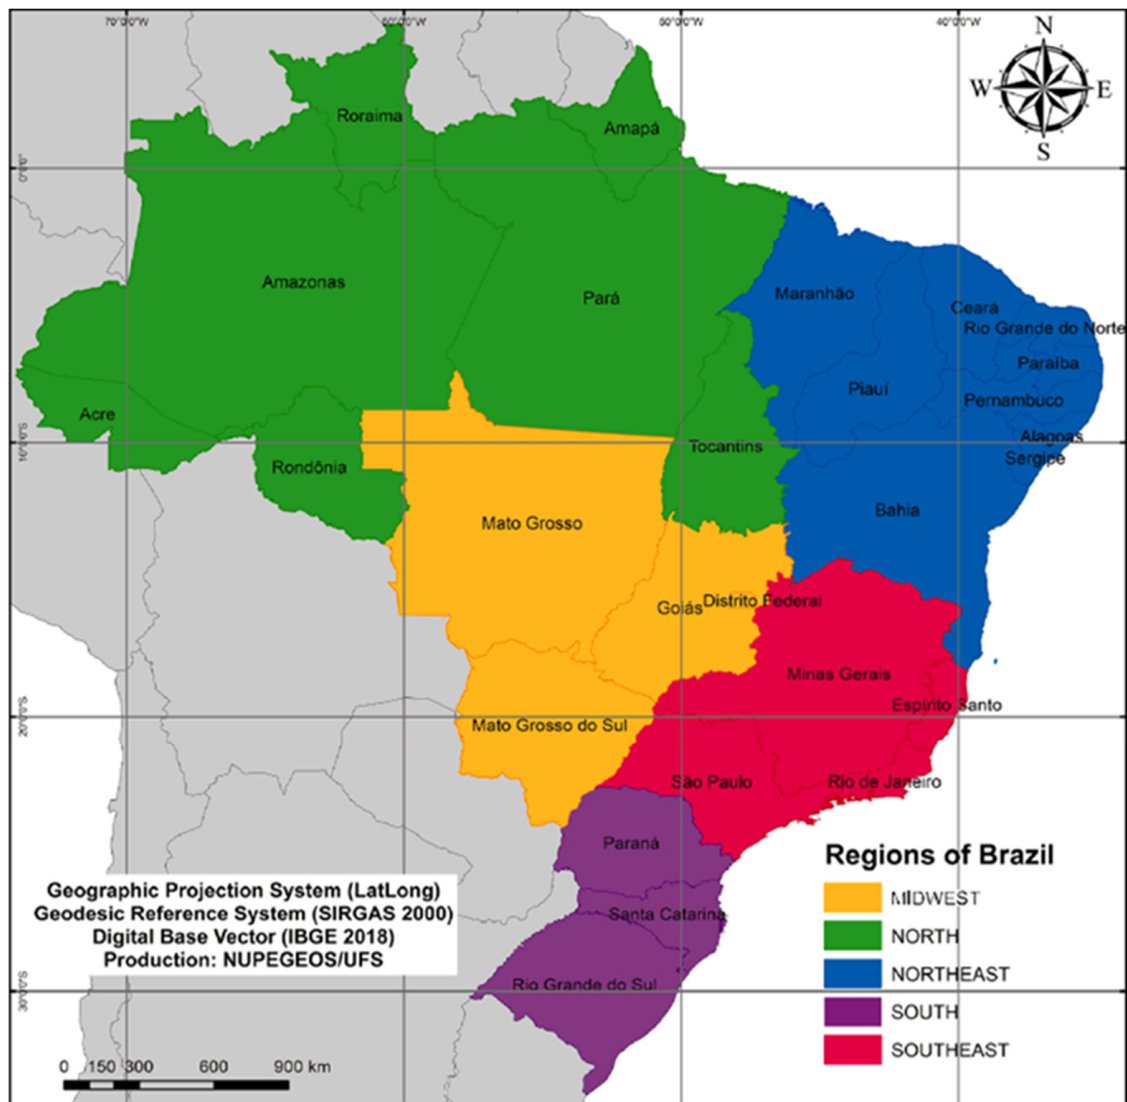 70°0'0"W
60°0'0"W
50°0'0"W
40°0'0"W
N
W
E
S
Roraima
Amapá
0°0'0"
Amazonas
Pará
Maranhão
Ceará
Rio Grande do Norte
Paraíba
Piauí
Pernambuco
Acre
Alagoas
10°0'0"S
Tocantins
Sergipe
Rondônia
Bahia
Mato Grosso
Goiás
Distrito Federal
Minas Gerais
Espírito Santo
20°0'0"S
Mato Grosso do Sul
São Paulo
Rio de Janeiro
Paraná
Santa Catarina
Rio Grande do Sul
30°0'0"S
Regions of Brazil
MIDWEST
NORTH
NORTHEAST
SOUTH
SOUTHEAST
Geographic Projection System (LatLong)
Geodesic Reference System (SIRGAS 2000)
Digital Base Vector (IBGE 2018)
Production: NUPEGEOS/UFS
0 150 300 600 900 km